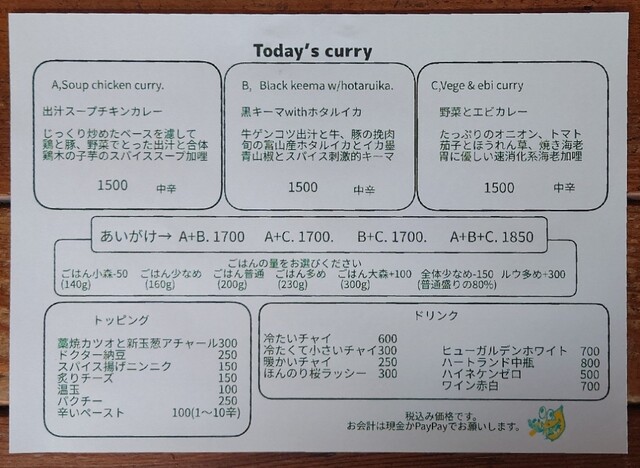 Today's curry
A,Soup chicken curry.
出汁スープチキンカレー
じっくり炒めたベースを濾して
鶏と豚、野菜でとった出汁と合体
鶏木の子芋のスパイススープ加哩
1500 中辛
B, Black keema w/hotaruika.
黒キーマwithホタルイカ
牛ゲンコツ出汁と牛、豚の挽肉
旬の富山産ホタルイカとイカ墨
青山椒とスパイス刺激的キーマ
1500 中辛
C,Vege & ebi curry
野菜とエビカレー
たっぷりのオニオン、トマト
茄子とほうれん草、焼き海老
胃に優しい速消化系海老加哩
1500 中辛
あいがけ→ A+B. 1700 A+C. 1700. B+C. 1700. A+B+C. 1850
ごはんの量をお選びください
ごはん小森-50 ごはん少なめ ごはん普通 ごはん多め ごはん大森+100 全体少なめ-150 ルウ多め+300
(140g) (160g) (200g) (230g) (300g) (普通盛りの80%)
トッピング
藁焼カツオと新玉葱アチャール300
ドクター納豆 250
スパイス揚げニンニク 150
炙りチーズ 150
温玉 100
パクチー 250
辛いペースト 100(1〜10辛)
ドリンク
冷たいチャイ 600
冷たくて小さいチャイ300
暖かいチャイ 250
ほんのり桜ラッシー 300
ヒューガルデンホワイト 700
ハートランド中瓶 800
ハイネケンゼロ 500
ワイン赤白 700
税込み価格です。
お会計は現金かPayPayでお願いします。